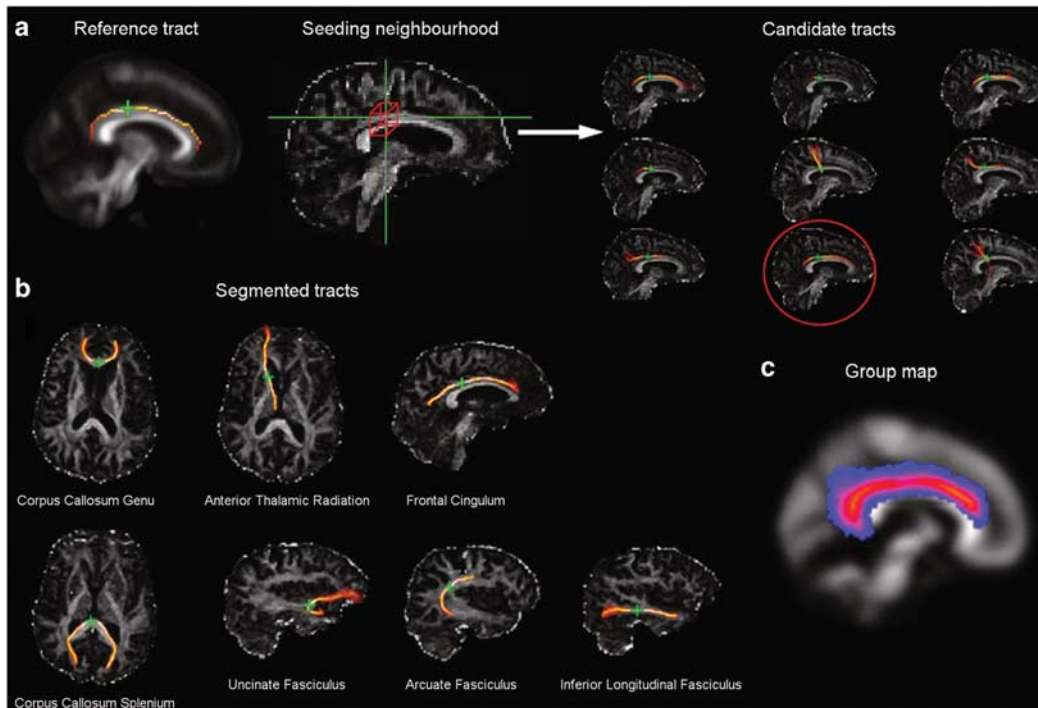 a
Reference tract
Seeding neighbourhood
Candidate tracts
b
Segmented tracts
Corpus Callosum Genu
Anterior Thalamic Radiation
Frontal Cingulum
Corpus Callosum Splenium
Uncinate Fasciculus
Arcuate Fasciculus
Inferior Longitudinal Fasciculus
c
Group map